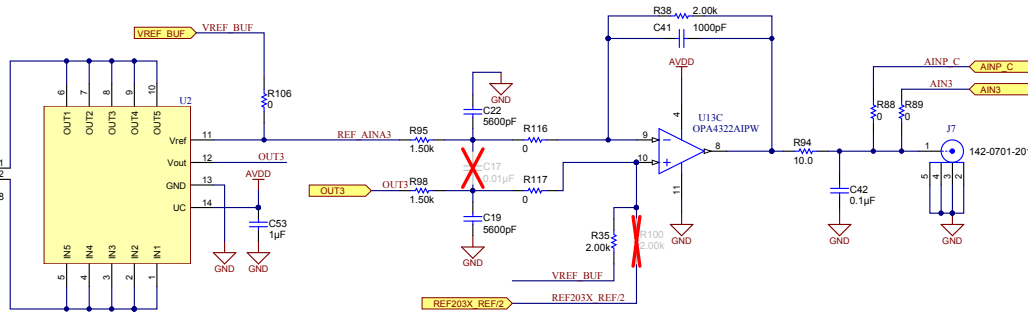 R38 2.00k
C41 1000pF
VREF_BUF VREF_BUF
AVDD
AINP_C AINP_C
AIN3 AIN3
6 7 8 9 10
U2
OUT1 OUT2 OUT3 OUT4 OUT5
R106
0
GND
C22
5600pF
U13C
OPA4322AIPW
4
R88
0
R89
0
J7
Vref 11 REF_AINA3 R95
1.50k
R116
0
9
8
R94
10.0
1 142-0701-201
Vout 12 OUT3
C17
0.01µF
10
1
2
8
GND 13
AVDD
OUT3 OUT3 R98
1.50k
R117
0
11
5 4 3 2
UC 14
C53
1µF
C19
5600pF
C42
0.1µF
GND
R35
2.00k
R100
2.00k
IN5 IN4 IN3 IN2 IN1
GND GND
GND
GND
GND
5 4 3 2 1
VREF_BUF
REF203X_REF/2 REF203X_REF/2